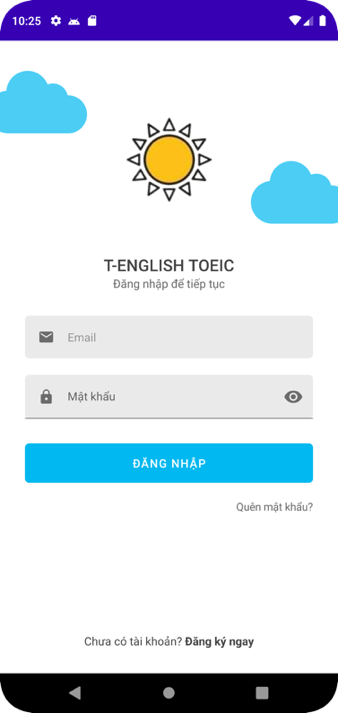 10:25
T-ENGLISH TOEIC
Đăng nhập để tiếp tục
Email
Mật khẩu
ĐĂNG NHẬP
Quên mật khẩu?
Chưa có tài khoản? Đăng ký ngay